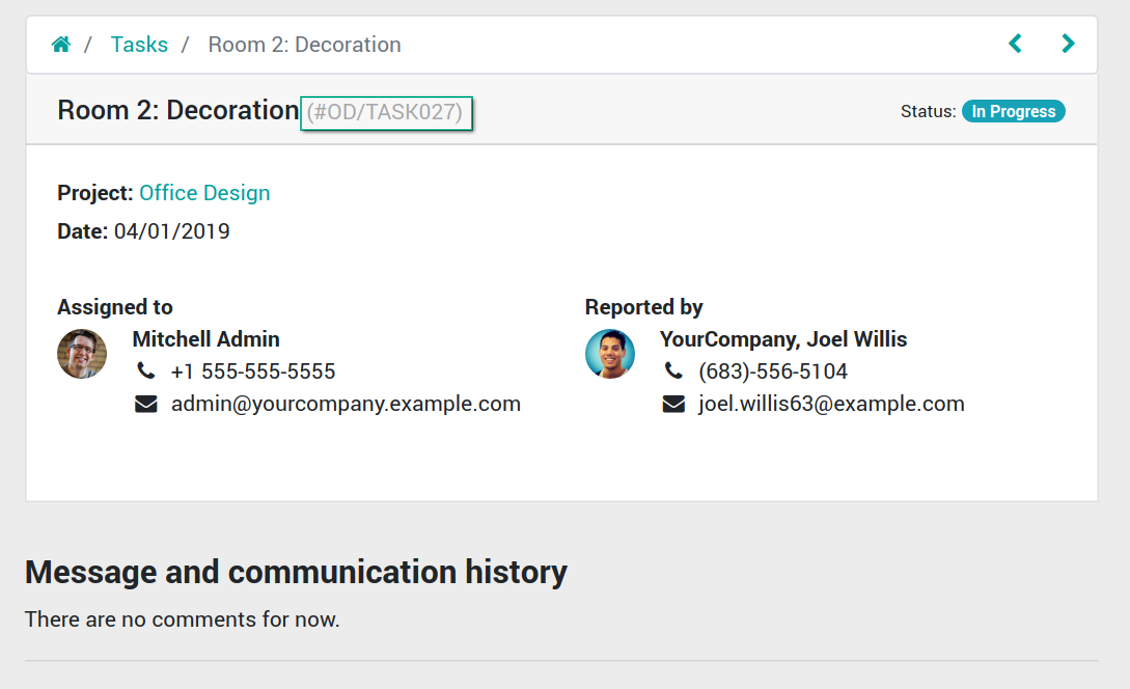 / Tasks / Room 2: Decoration
Room 2: Decoration (#OD/TASK027) Status: In Progress
Project: Office Design
Date: 04/01/2019
Assigned to Reported by
Mitchell Admin YourCompany, Joel Willis
+1 555-555-5555 (683)-556-5104
admin@yourcompany.example.com joel.willis63@example.com
Message and communication history
There are no comments for now.